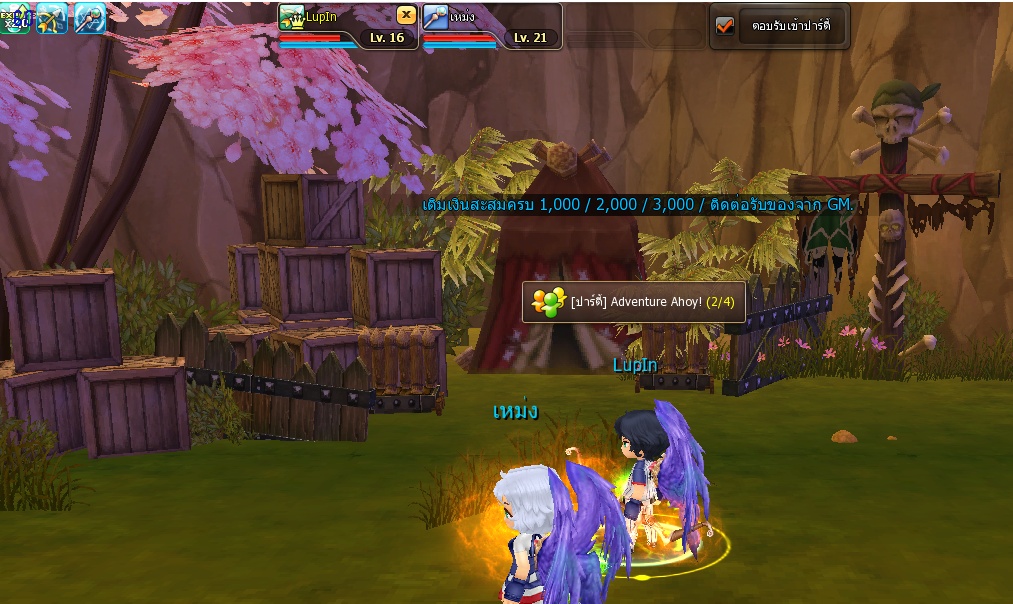 LupIn
Lv. 16
เหม่ง
Lv. 21
ตอบรับเข้าปาร์ตี้
เติมเงินสะสมครบ 1,000 / 2,000 / 3,000 / ติดต่อรับของจาก GM.
[ปาร์ตี้] Adventure Ahoy! (2/4)
LupIn
เหม่ง